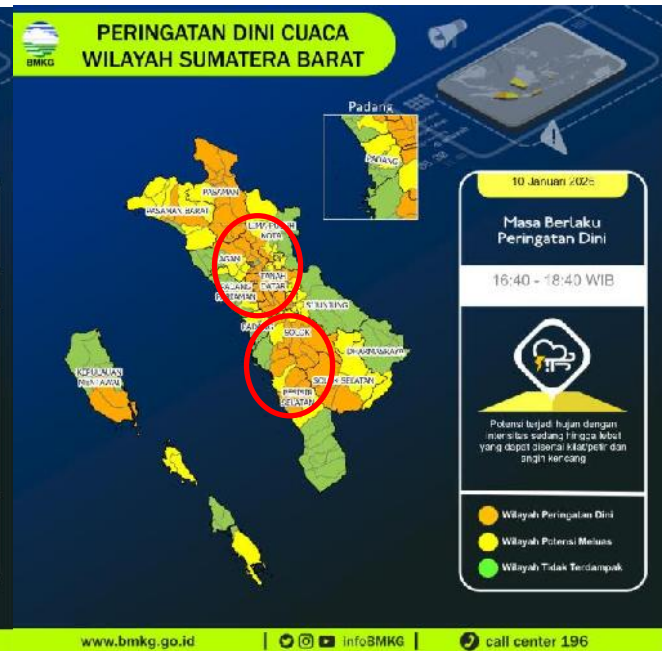 BMKG
PERINGATAN DINI CUACA
WILAYAH SUMATERA BARAT
Padang
PADANG
PASAMAN
PASAMAN BARAT
LIMA PULUH
KOTA
AGAM
TANAH
DATAR
PADANG
PARIAMAN
SIJUNJUNG
PADANG
SOLOK
DHARMASRAYA
SOLOK SELATAN
PESISIR
SELATAN
KEPULAUAN
MENTAWAI
10 Januari 2025
Masa Berlaku
Peringatan Dini
16:40 - 18:40 WIB
Potensi terjadi hujan dengan
intensitas sedang hingga lebat
yang dapat disertai kilat/petir dan
angin kencang
Wilayah Peringatan Dini
Wilayah Potensi Meluas
Wilayah Tidak Terdampak
www.bmkg.go.id
infoBMKG
call center 196